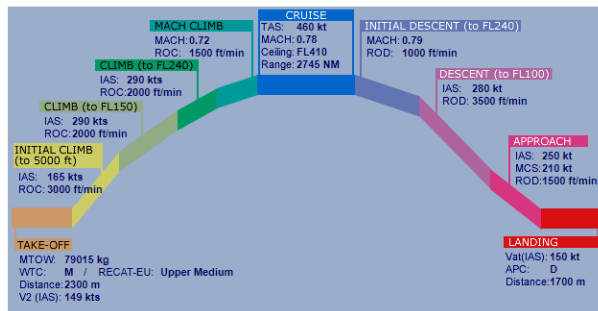 CRUISE
TAS: 460 kt
MACH: 0.78
Ceiling: FL410
Range: 2745 NM
MACH CLIMB
MACH: 0.72
ROC: 1500 ft/min
CLIMB (to FL240)
IAS: 290 kts
ROC:2000 ft/min
CLIMB (to FL150)
IAS: 290 kts
ROC:2000 ft/min
INITIAL CLIMB
(to 5000 ft)
IAS: 165 kts
ROC: 3000 ft/min
TAKE-OFF
MTOW: 79015 kg
WTC: M / RECAT-EU: Upper Medium
Distance:2300 m
V2 (IAS): 149 kts
INITIAL DESCENT (to FL240)
MACH: 0.79
ROD: 1000 ft/min
DESCENT (to FL100)
IAS: 280 kt
ROD: 3500 ft/min
APPROACH
IAS: 250 kt
MCS:210 kt
ROD:1500 ft/min
LANDING
Vat(IAS):150 kt
APC: D
Distance:1700 m